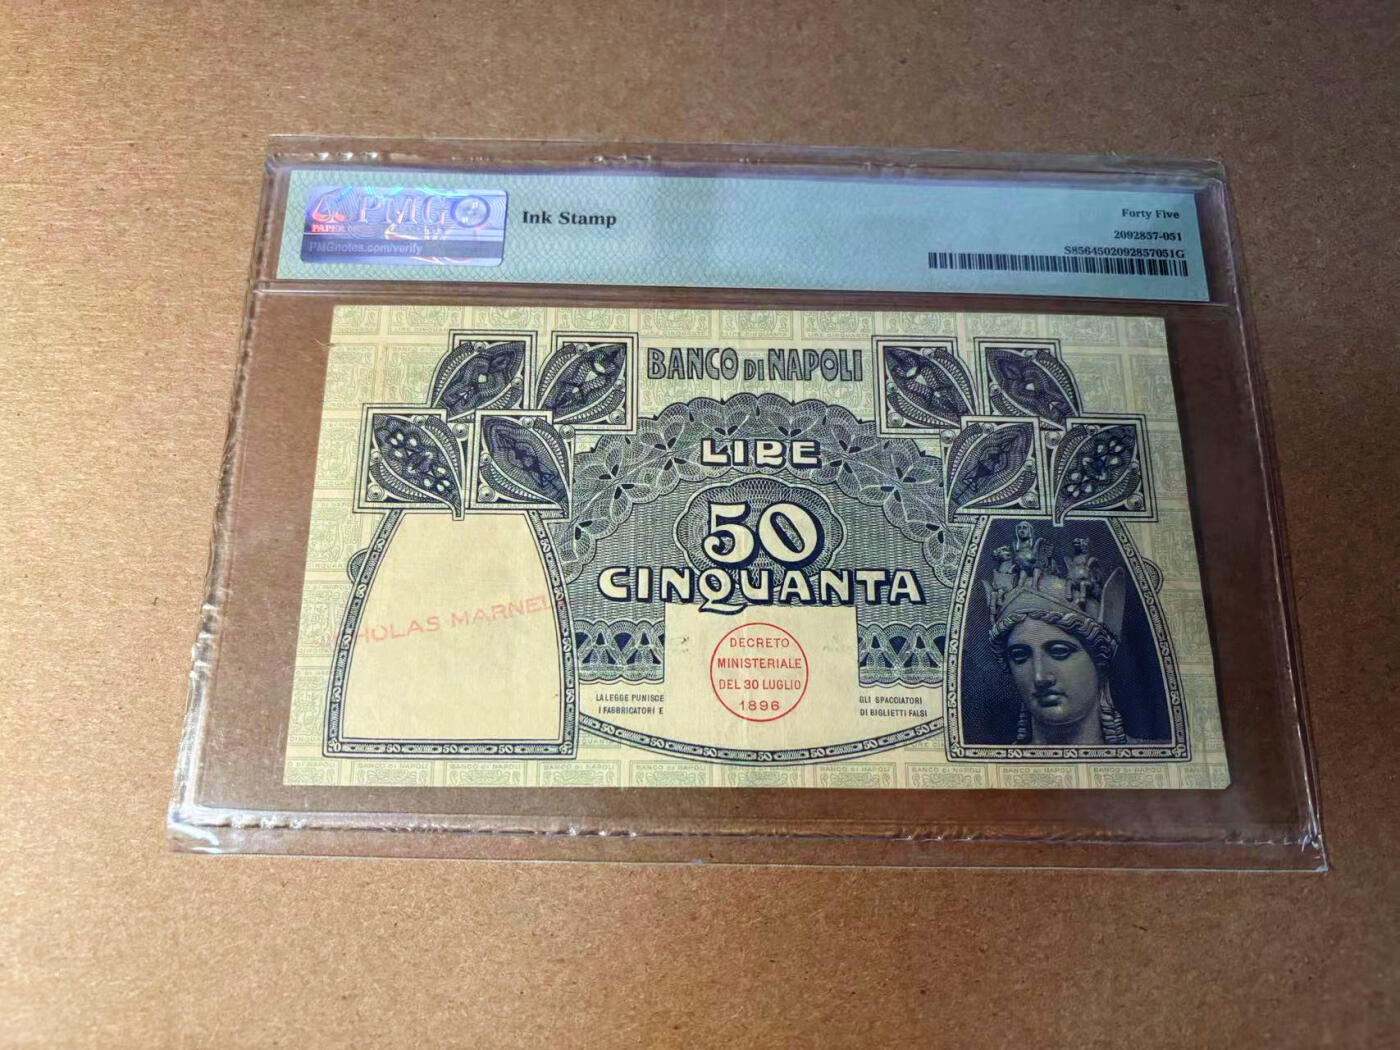 PMG
PMGnotes.com/verify
Ink Stamp
Forty Five
2092857-051
S8564502092857051G
BANCO DI NAPOLI
LIRE
50
CINQUANTA
HOLAS MARNEL
DECRETO
MINISTERIALE
DEL 30 LUGLIO
1896
LA LEGGE PUNISCE
I FABBRICATORI E
GLI SPACCIATORI
DI BIGLIETTI FALSI